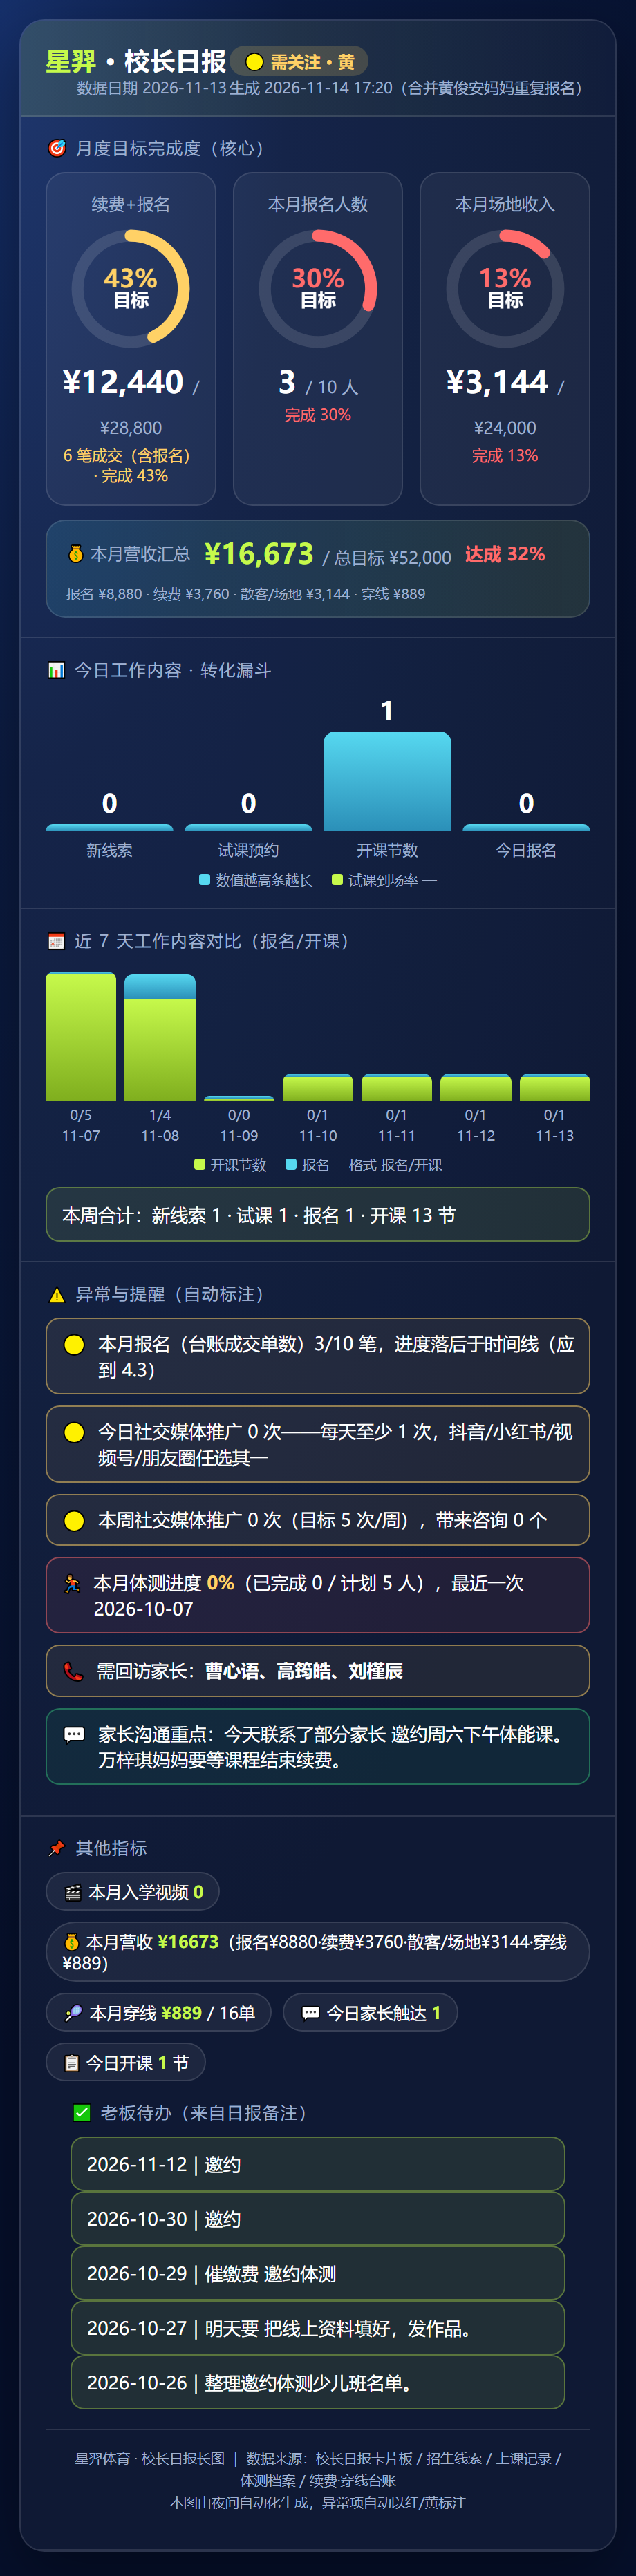 星羿 · 校长日报 🟡 需关注 · 黄
数据日期 2026-11-13 生成 2026-11-14 17:20（合并黄俊安妈妈重复报名）
🎯 月度目标完成度（核心）
续费+报名
43%
目标
¥12,440 /
¥28,800
6 笔成交（含报名）
· 完成 43%
本月报名人数
30%
目标
3 / 10 人
完成 30%
本月场地收入
13%
目标
¥3,144 /
¥24,000
完成 13%
💰 本月营收汇总 ¥16,673 / 总目标 ¥52,000 达成 32%
报名 ¥8,880 · 续费 ¥3,760 · 散客/场地 ¥3,144 · 穿线 ¥889
📊 今日工作内容 · 转化漏斗
0 0 1 0
新线索 试课预约 开课节数 今日报名
数值越高条越长 试课到场率 —
📅 近 7 天工作内容对比（报名/开课）
0/5 1/4 0/0 0/1 0/1 0/1 0/1
11-07 11-08 11-09 11-10 11-11 11-12 11-13
开课节数 报名 格式 报名/开课
本周合计：新线索 1 · 试课 1 · 报名 1 · 开课 13 节
⚠️ 异常与提醒（自动标注）
🟡 本月报名（台账成交单数）3/10 笔，进度落后于时间线（应
到 4.3）
🟡 今日社交媒体推广 0 次——每天至少 1 次，抖音/小红书/视
频号/朋友圈任选其一
🟡 本周社交媒体推广 0 次（目标 5 次/周），带来咨询 0 个
🏃 本月体测进度 0%（已完成 0 / 计划 5 人），最近一次
2026-10-07
📞 需回访家长：曹心语、高筠皓、刘槿辰
💬 家长沟通重点：今天联系了部分家长 邀约周六下午体能课。
万梓琪妈妈要等课程结束续费。
📌 其他指标
🎬 本月入学视频 0
💰 本月营收 ¥16673（报名¥8880·续费¥3760·散客/场地¥3144·穿线
¥889）
🏸 本月穿线 ¥889 / 16单 💬 今日家长触达 1
📋 今日开课 1 节
✅ 老板待办（来自日报备注）
2026-11-12 | 邀约
2026-10-30 | 邀约
2026-10-29 | 催缴费 邀约体测
2026-10-27 | 明天要 把线上资料填好，发作品。
2026-10-26 | 整理邀约体测少儿班名单。
星羿体育 · 校长日报长图 ｜ 数据来源：校长日报卡片板 / 招生线索 / 上课记录 /
体测档案 / 续费·穿线台账
本图由夜间自动化生成，异常项自动以红/黄标注